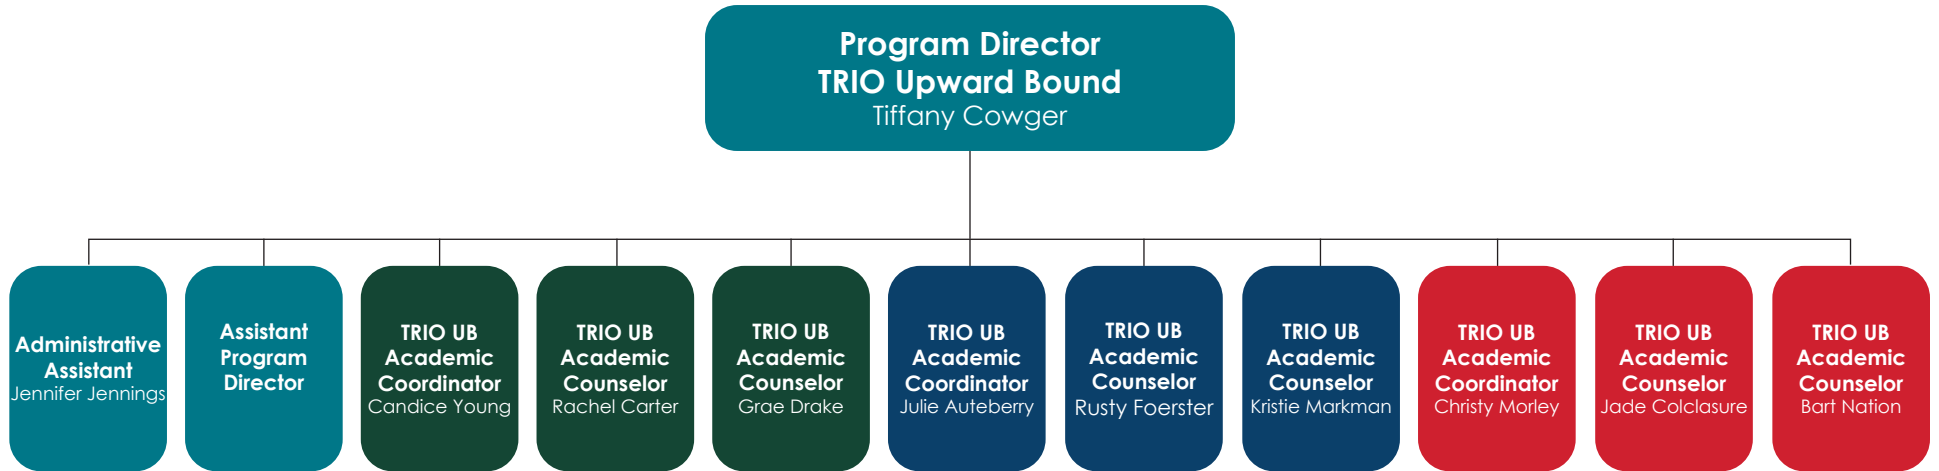 Program Director
TRIO Upward Bound
Tiffany Cowger
Administrative
Assistant
Jennifer Jennings
Assistant
Program
Director
TRIO UB
Academic
Coordinator
Candice Young
TRIO UB
Academic
Counselor
Rachel Carter
TRIO UB
Academic
Counselor
Grae Drake
TRIO UB
Academic
Coordinator
Julie Auteberry
TRIO UB
Academic
Counselor
Rusty Foerster
TRIO UB
Academic
Counselor
Kristie Markman
TRIO UB
Academic
Coordinator
Christy Morley
TRIO UB
Academic
Counselor
Jade Colclasure
TRIO UB
Academic
Counselor
Bart Nation